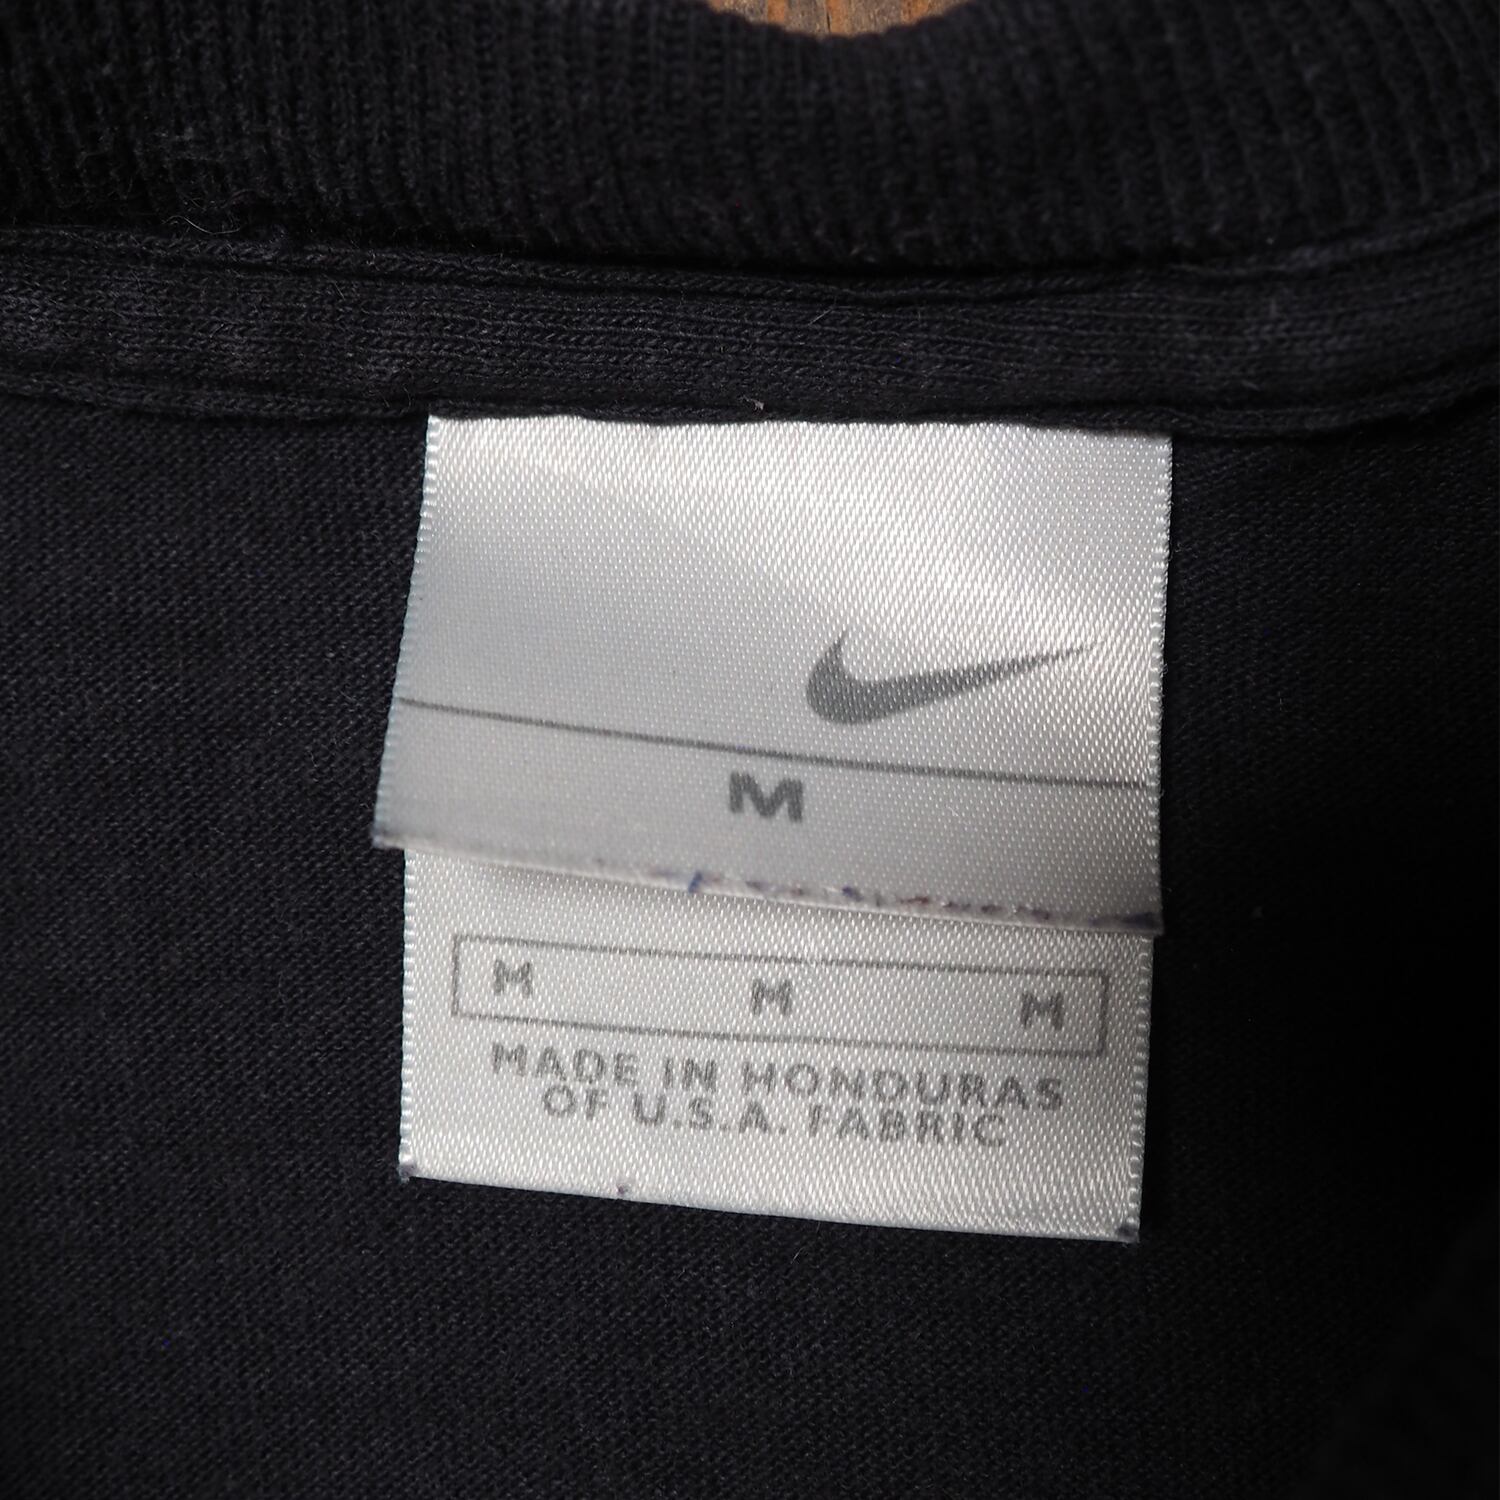 M
M M M
MADE IN HONDURAS
OF U.S.A. FABRIC